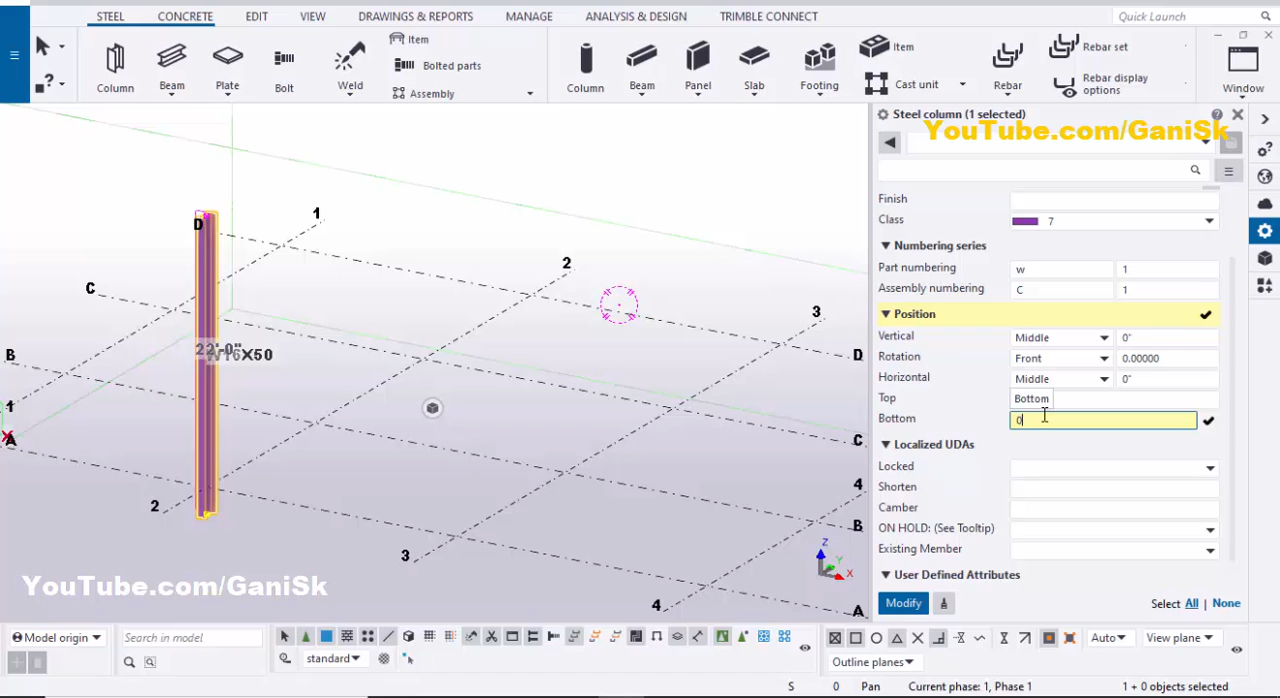 STEEL CONCRETE EDIT VIEW DRAWINGS & REPORTS MANAGE ANALYSIS & DESIGN TRIMBLE CONNECT Quick Launch
Item
Bolted parts
Assembly
Column Beam Plate Bolt Weld
Column Beam Panel Slab Footing
Item
Cast unit
Rebar
Rebar set
Rebar display
options
Window
Steel column (1 selected)
YouTube.com/GaniSk
Finish
Class 7
Numbering series
Part numbering w 1
Assembly numbering C 1
Position
Vertical Middle 0"
Rotation Front 0.00000
Horizontal Middle 0"
Top Bottom
Bottom 0
Localized UDAs
Locked
Shorten
Camber
ON HOLD: (See Tooltip)
Existing Member
User Defined Attributes
Modify Select All | None
1
D
2
C
3
B
D
1
A
C
2
4
B
3
4
A
22'-0"
W16X50
Z
Y
X
YouTube.com/GaniSk
Model origin Search in model
standard
Auto View plane
Outline planes
S 0 Pan Current phase: 1, Phase 1 1 + 0 objects selected